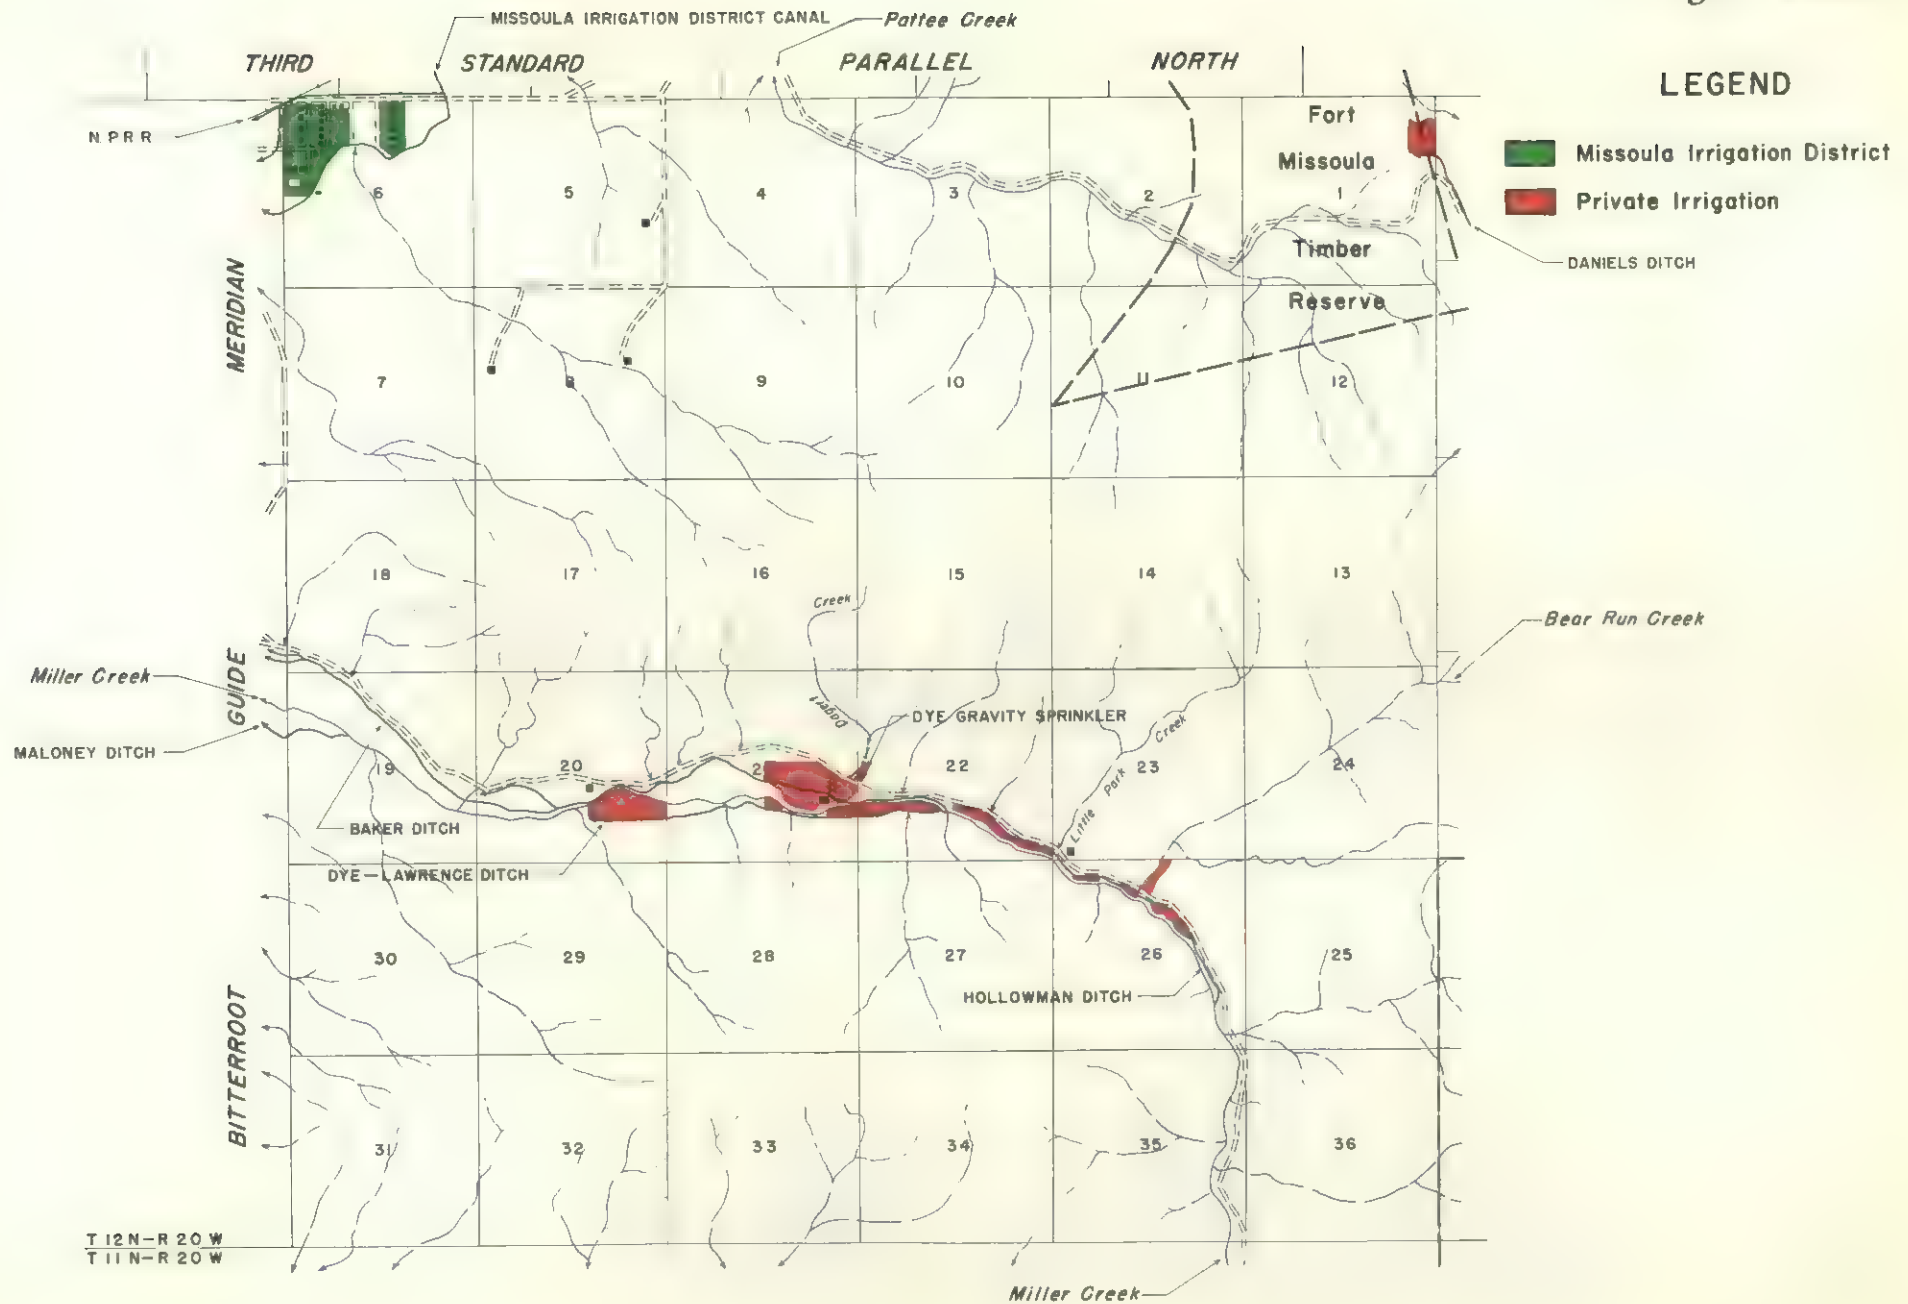 MISSOULA IRRIGATION DISTRICT CANAL
Pattee Creek
THIRD STANDARD PARALLEL NORTH
LEGEND
N.P.R.R
Fort
Missoula
Timber
Reserve
Missoula Irrigation District
Private Irrigation
DANIELS DITCH
6 5 4 3 2 1
MERIDIAN
7 8 9 10 11 12
18 17 16 15 14 13
Creek
Bear Run Creek
Miller Creek
GUIDE
DYE GRAVITY SPRINKLER
Creek
MALONEY DITCH
19 20 22 23 24
Park
Little
BAKER DITCH
DYE-LAWRENCE DITCH
30 29 28 27 26 25
HOLLOWMAN DITCH
BITTERROOT
31 32 33 34 35 36
T 12 N-R 20 W
T 11 N-R 20 W
Miller Creek